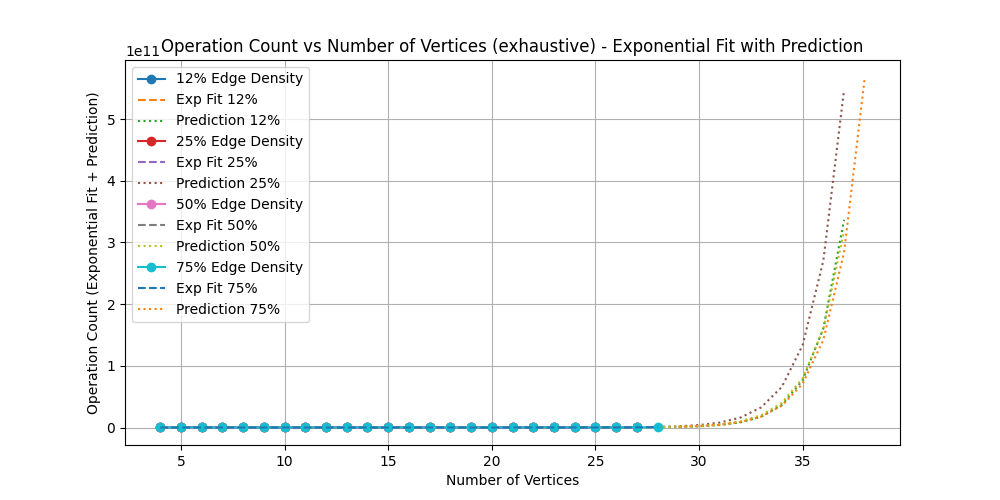 Operation Count vs Number of Vertices (exhaustive) - Exponential Fit with Prediction
1e11
12% Edge Density
Exp Fit 12%
Prediction 12%
25% Edge Density
Exp Fit 25%
Prediction 25%
50% Edge Density
Exp Fit 50%
Prediction 50%
75% Edge Density
Exp Fit 75%
Prediction 75%
Operation Count (Exponential Fit + Prediction)
5
4
3
2
1
0
5 10 15 20 25 30 35
Number of Vertices